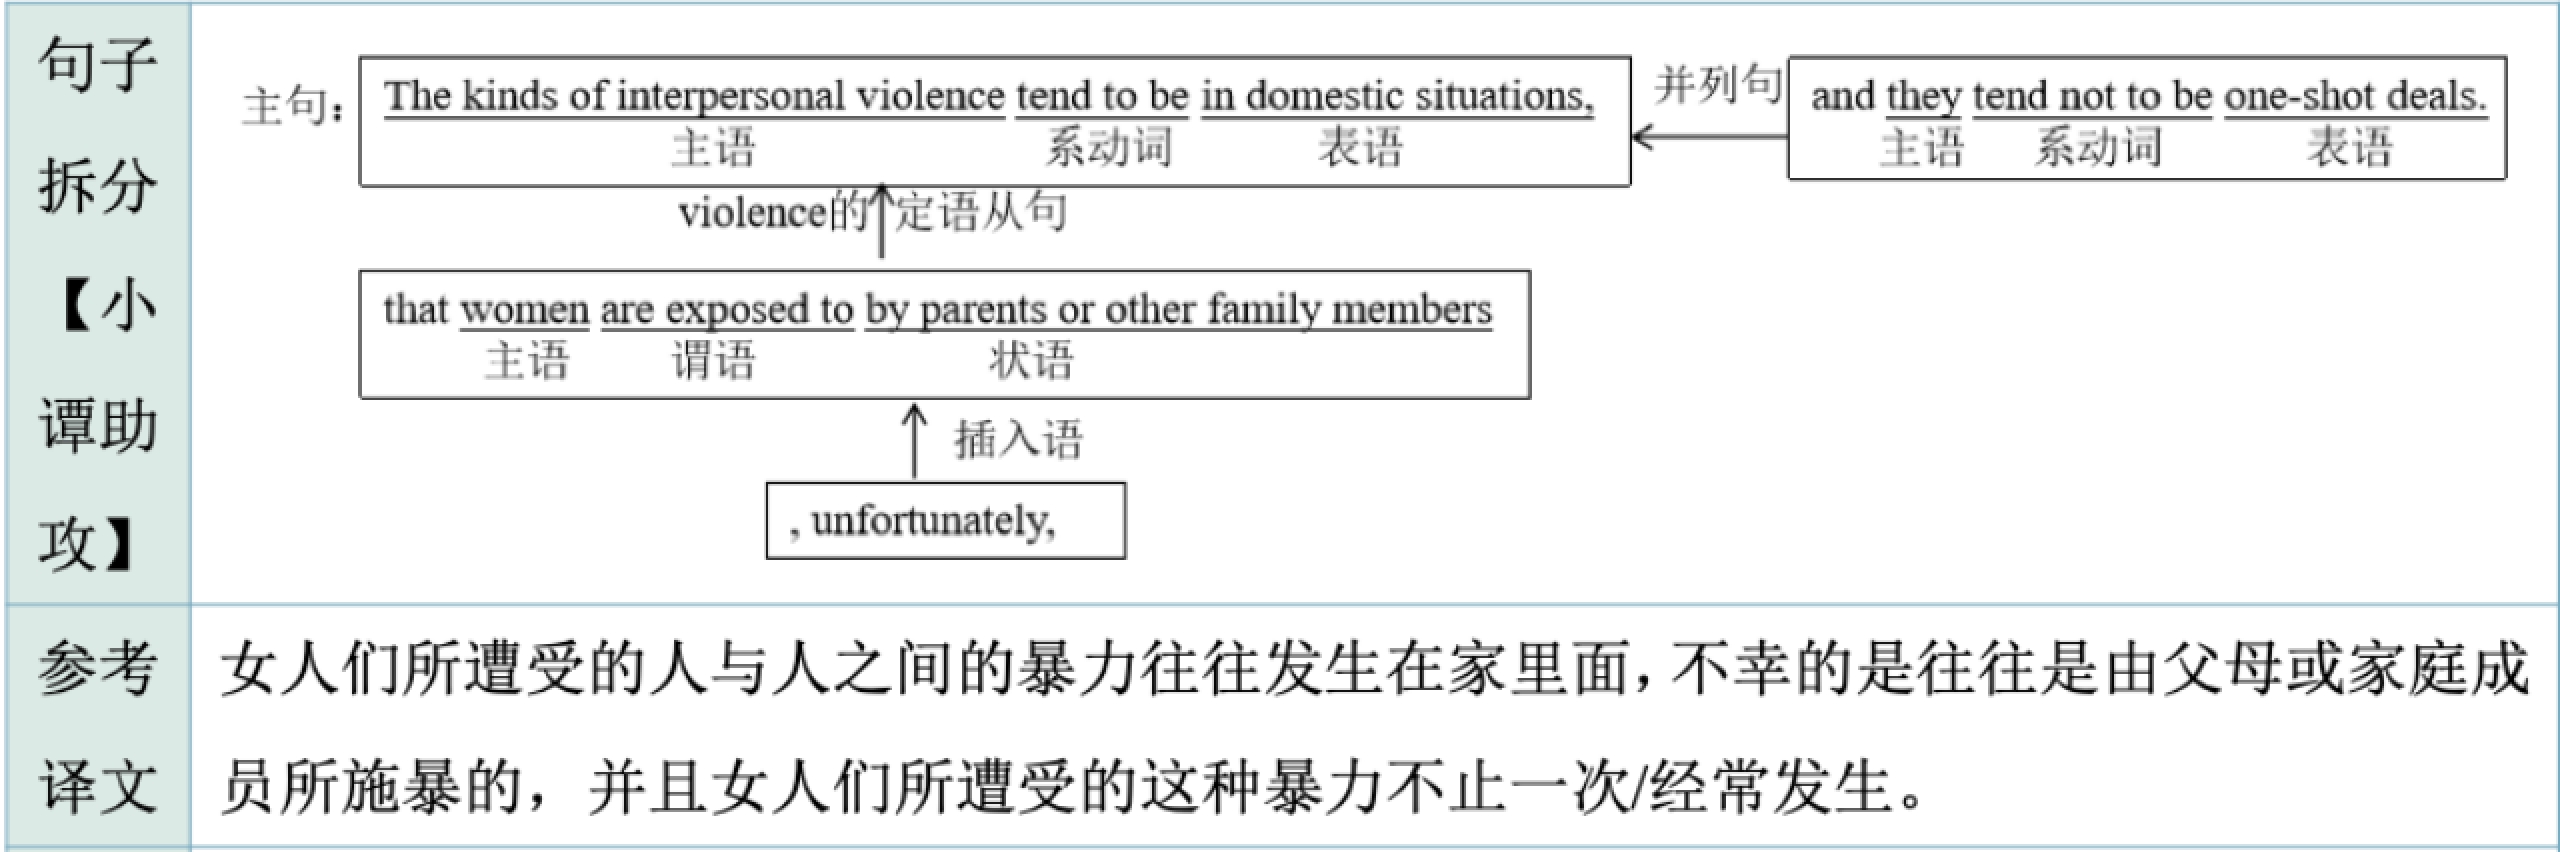 句子
拆分
【小
谭助
攻】
主句：
The kinds of interpersonal violence tend to be in domestic situations,
主语 系动词 表语
并列句
and they tend not to be one-shot deals.
主语 系动词 表语
violence的 定语从句
that women are exposed to by parents or other family members
主语 谓语 状语
插入语
, unfortunately,
参考
译文
女人们所遭受的人与人之间的暴力往往发生在家里面，不幸的是往往是由父母或家庭成
员所施暴的，并且女人们所遭受的这种暴力不止一次/经常发生。